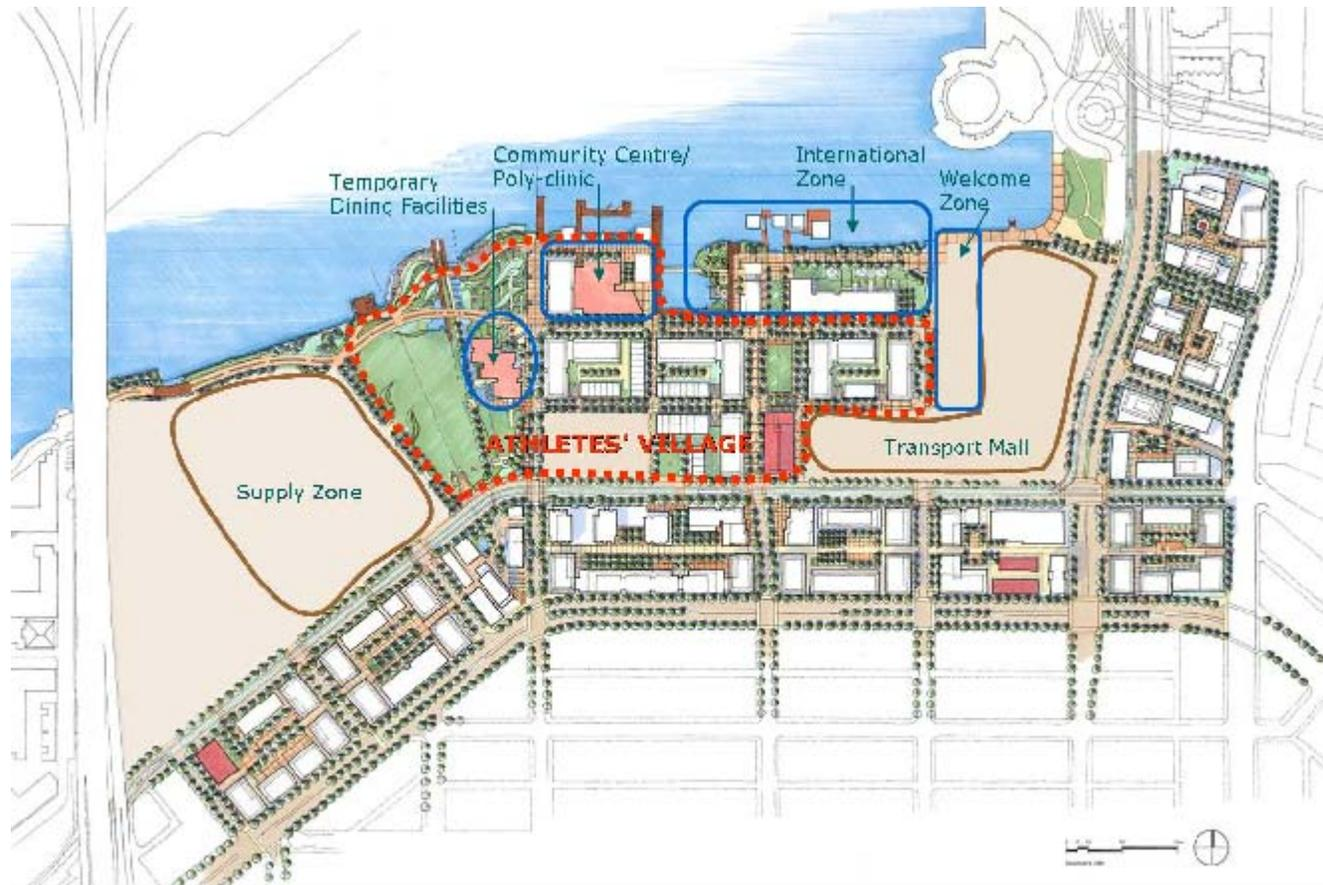 Community Centre/
Poly-clinic
International
Zone
Temporary
Dining Facilities
Welcome
Zone
ATHLETES' VILLAGE
Transport Mall
Supply Zone